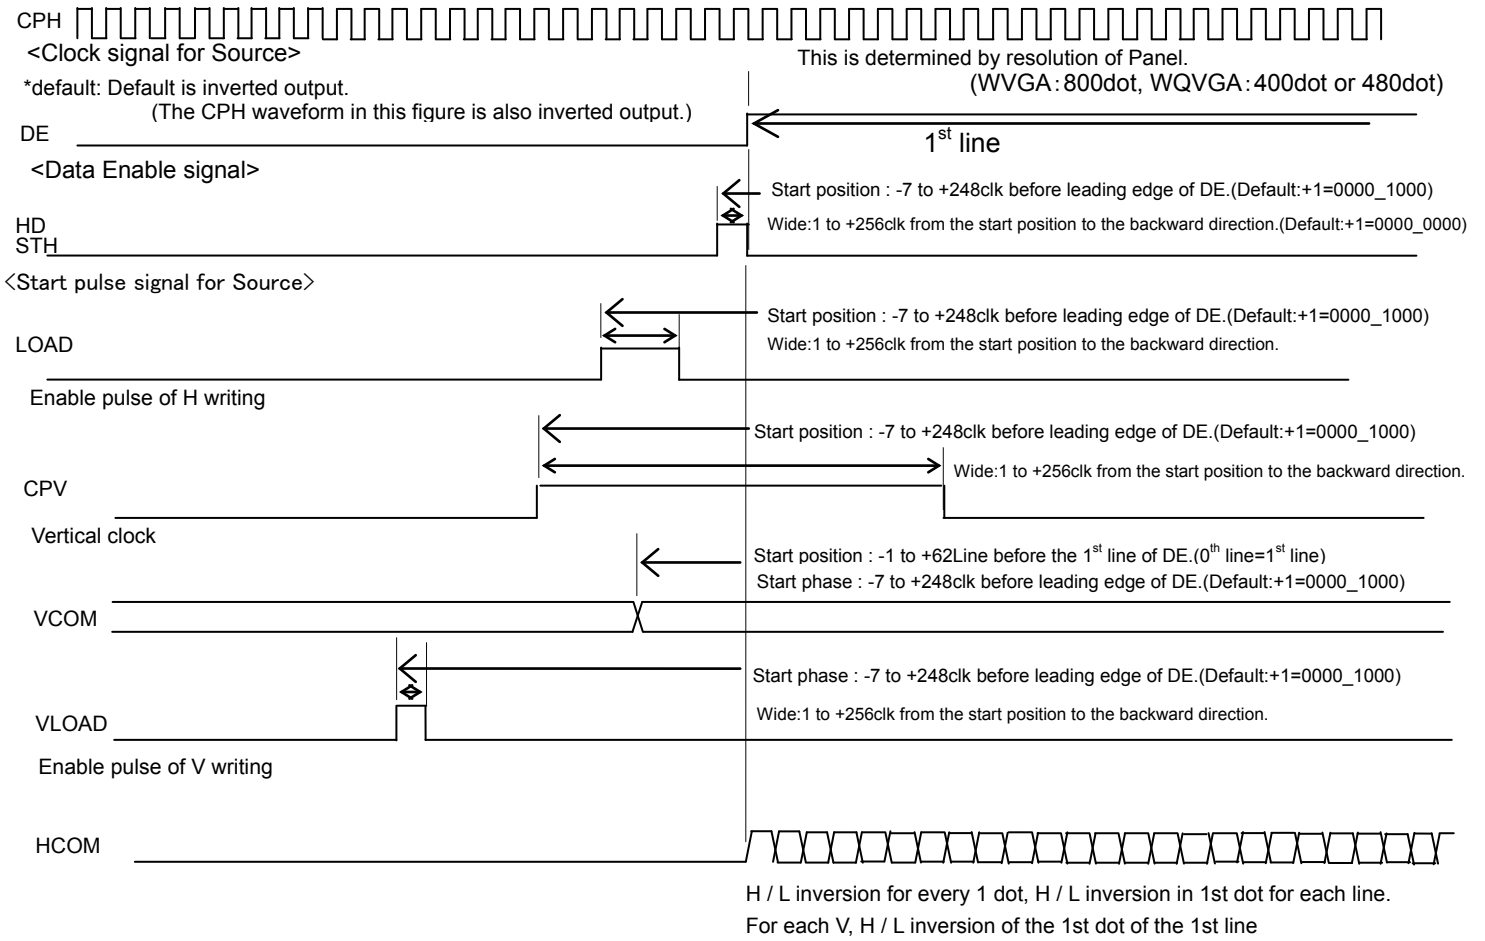 CPH
<Clock signal for Source>
This is determined by resolution of Panel.
*default: Default is inverted output.
(WVGA:800dot, WQVGA:400dot or 480dot)
(The CPH waveform in this figure is also inverted output.)
DE
1st line
<Data Enable signal>
Start position : -7 to +248clk before leading edge of DE.(Default:+1=0000_1000)
HD
Wide:1 to +256clk from the start position to the backward direction.(Default:+1=0000_0000)
STH
<Start pulse signal for Source>
Start position : -7 to +248clk before leading edge of DE.(Default:+1=0000_1000)
LOAD
Wide:1 to +256clk from the start position to the backward direction.
Enable pulse of H writing
Start position : -7 to +248clk before leading edge of DE.(Default:+1=0000_1000)
Wide:1 to +256clk from the start position to the backward direction.
CPV
Vertical clock
Start position : -1 to +62Line before the 1st line of DE.(0th line=1st line)
Start phase : -7 to +248clk before leading edge of DE.(Default:+1=0000_1000)
VCOM
Start phase : -7 to +248clk before leading edge of DE.(Default:+1=0000_1000)
Wide:1 to +256clk from the start position to the backward direction.
VLOAD
Enable pulse of V writing
HCOM
H / L inversion for every 1 dot, H / L inversion in 1st dot for each line.
For each V, H / L inversion of the 1st dot of the 1st line